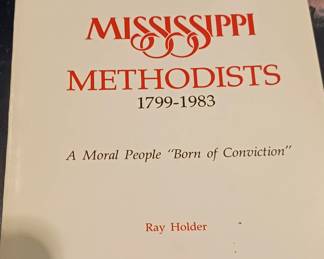 MISSISSIPPI
METHODISTS
1799-1983
A Moral People "Born of Conviction"
Ray Holder